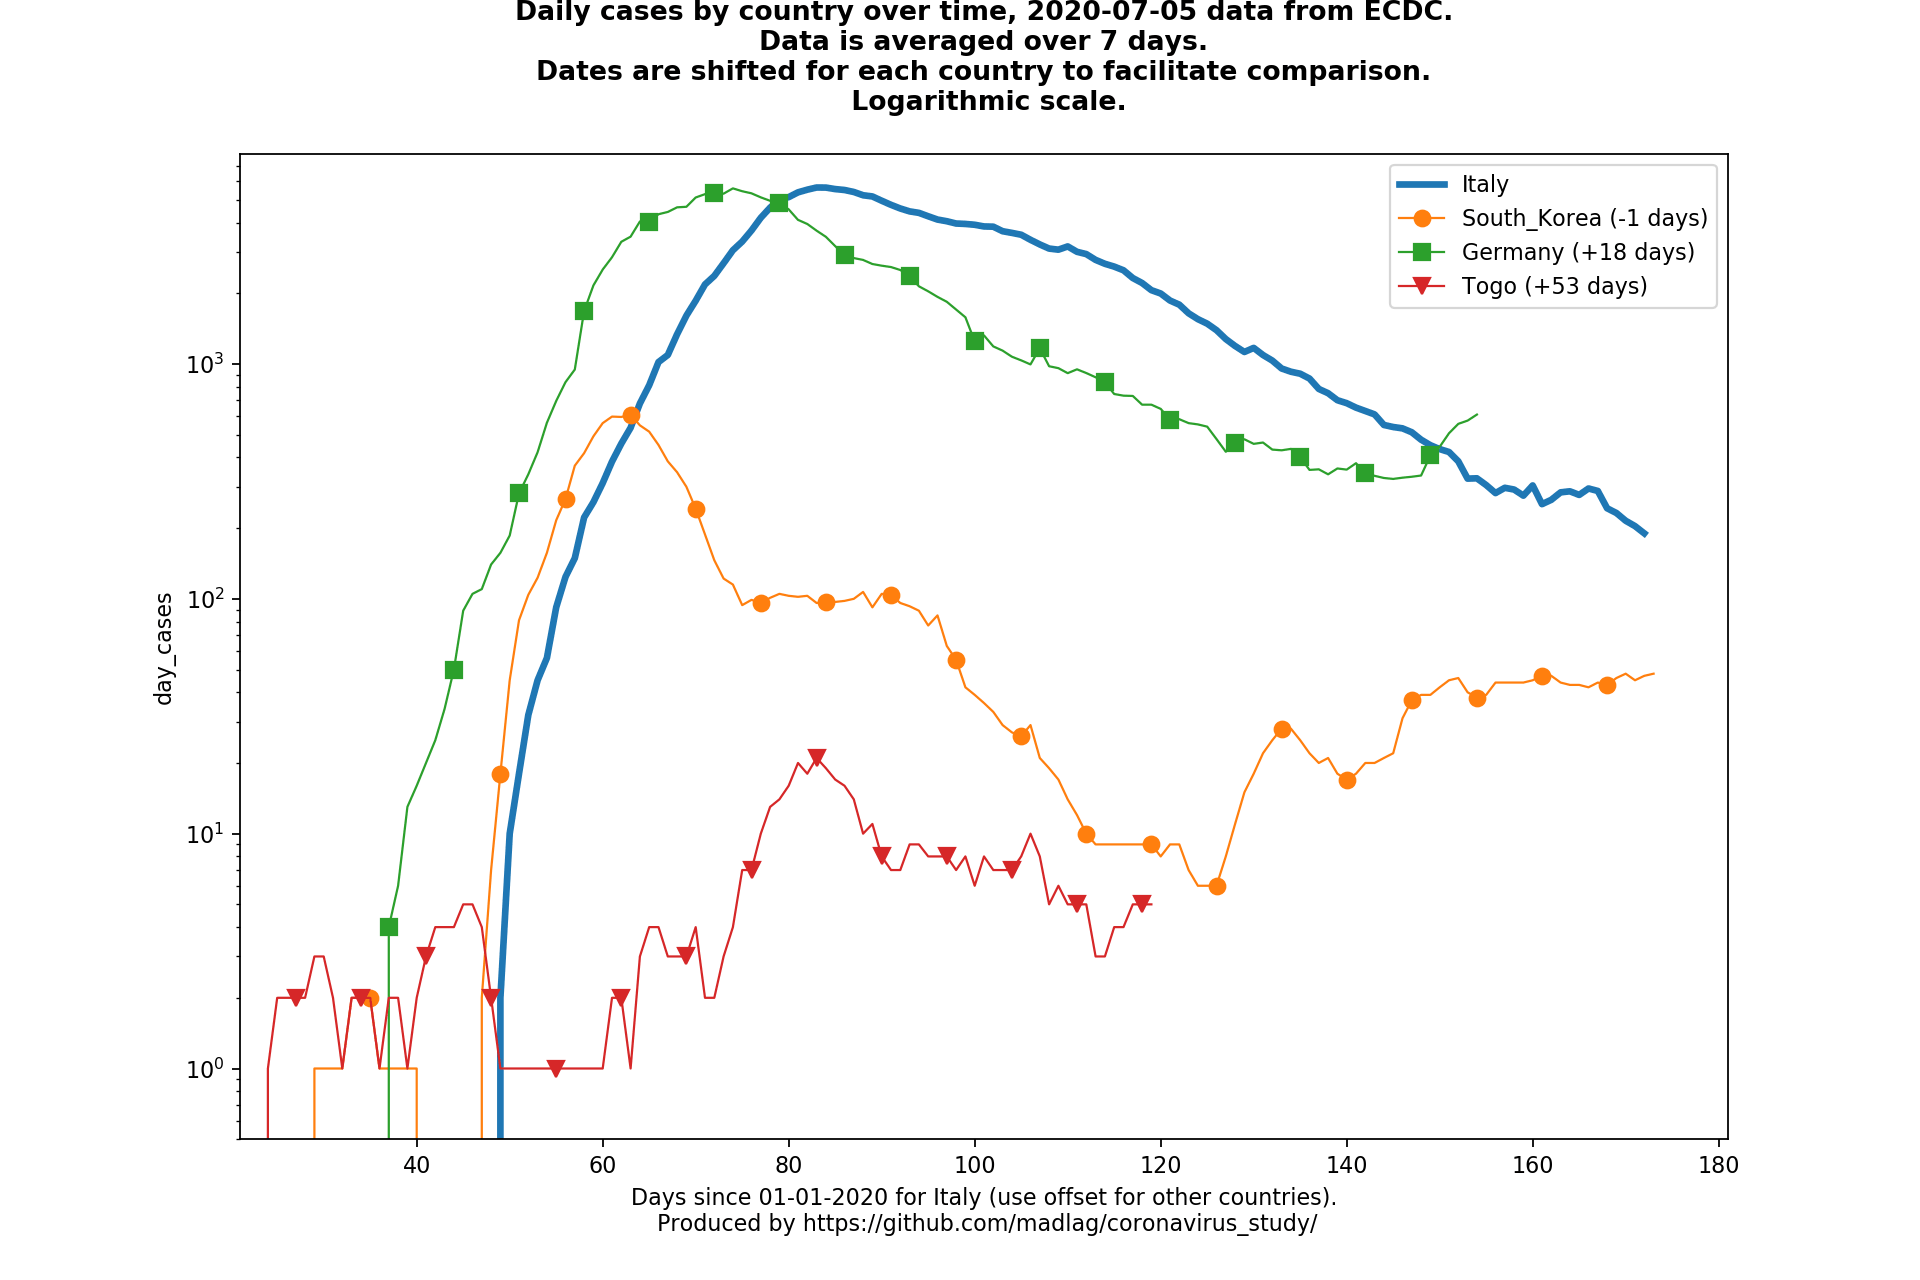 Daily cases by country over time, 2020-07-05 data from ECDC.
Data is averaged over 7 days.
Dates are shifted for each country to facilitate comparison.
Logarithmic scale.
Italy
South_Korea (-1 days)
Germany (+18 days)
Togo (+53 days)
day_cases
10³
10²
10¹
10⁰
40 60 80 100 120 140 160 180
Days since 01-01-2020 for Italy (use offset for other countries).
Produced by https://github.com/madlag/coronavirus_study/